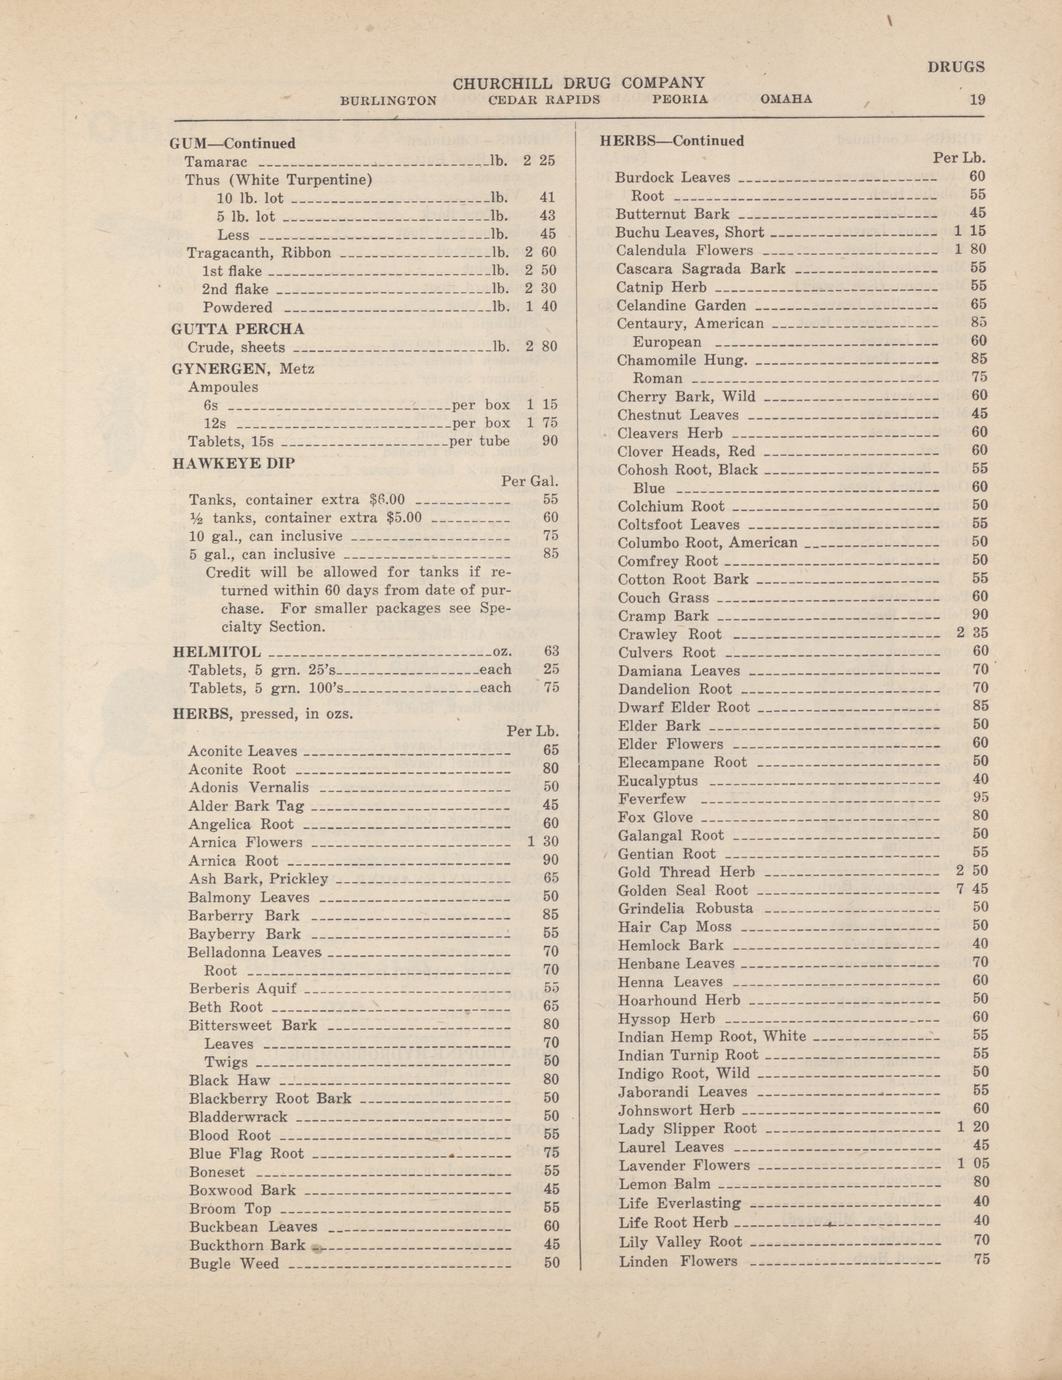 DRUGS
CHURCHILL DRUG COMPANY
BURLINGTON CEDAR RAPIDS PEORIA OMAHA 19
GUM—Continued
Tamarac lb. 2 25
Thus (White Turpentine)
10 lb. lot lb. 41
5 lb. lot lb. 43
Less lb. 45
Tragacanth, Ribbon lb. 2 60
1st flake lb. 2 50
2nd flake lb. 2 30
Powdered lb. 1 40
GUTTA PERCHA
Crude, sheets lb. 2 80
GYNERGEN, Metz
Ampoules
6s per box 1 15
12s per box 1 75
Tablets, 15s per tube 90
HAWKEYE DIP
Per Gal.
Tanks, container extra $6.00 55
½ tanks, container extra $5.00 60
10 gal., can inclusive 75
5 gal., can inclusive 85
Credit will be allowed for tanks if re-
turned within 60 days from date of pur-
chase. For smaller packages see Spe-
cialty Section.
HELMITOL oz. 63
Tablets, 5 grn. 25's each 25
Tablets, 5 grn. 100's each 75
HERBS, pressed, in ozs.
Per Lb.
Aconite Leaves 65
Aconite Root 80
Adonis Vernalis 50
Alder Bark Tag 45
Angelica Root 60
Arnica Flowers 1 30
Arnica Root 90
Ash Bark, Prickley 65
Balmony Leaves 50
Barberry Bark 85
Bayberry Bark 55
Belladonna Leaves 70
Root 70
Berberis Aquif 55
Beth Root 65
Bittersweet Bark 80
Leaves 70
Twigs 50
Black Haw 80
Blackberry Root Bark 50
Bladderwrack 50
Blood Root 55
Blue Flag Root 75
Boneset 55
Boxwood Bark 45
Broom Top 55
Buckbean Leaves 60
Buckthorn Bark 45
Bugle Weed 50
HERBS—Continued
Per Lb.
Burdock Leaves 60
Root 55
Butternut Bark 45
Buchu Leaves, Short 1 15
Calendula Flowers 1 80
Cascara Sagrada Bark 55
Catnip Herb 55
Celandine Garden 65
Centaury, American 85
European 60
Chamomile Hung. 85
Roman 75
Cherry Bark, Wild 60
Chestnut Leaves 45
Cleavers Herb 60
Clover Heads, Red 60
Cohosh Root, Black 55
Blue 60
Colchium Root 50
Coltsfoot Leaves 55
Columbo Root, American 50
Comfrey Root 50
Cotton Root Bark 55
Couch Grass 60
Cramp Bark 90
Crawley Root 2 35
Culvers Root 60
Damiana Leaves 70
Dandelion Root 70
Dwarf Elder Root 85
Elder Bark 50
Elder Flowers 60
Elecampane Root 50
Eucalyptus 40
Feverfew 95
Fox Glove 80
Galangal Root 50
Gentian Root 55
Gold Thread Herb 2 50
Golden Seal Root 7 45
Grindelia Robusta 50
Hair Cap Moss 50
Hemlock Bark 40
Henbane Leaves 70
Henna Leaves 60
Hoarhound Herb 50
Hyssop Herb 60
Indian Hemp Root, White 55
Indian Turnip Root 55
Indigo Root, Wild 50
Jaborandi Leaves 55
Johnswort Herb 60
Lady Slipper Root 1 20
Laurel Leaves 45
Lavender Flowers 1 05
Lemon Balm 80
Life Everlasting 40
Life Root Herb 40
Lily Valley Root 70
Linden Flowers 75